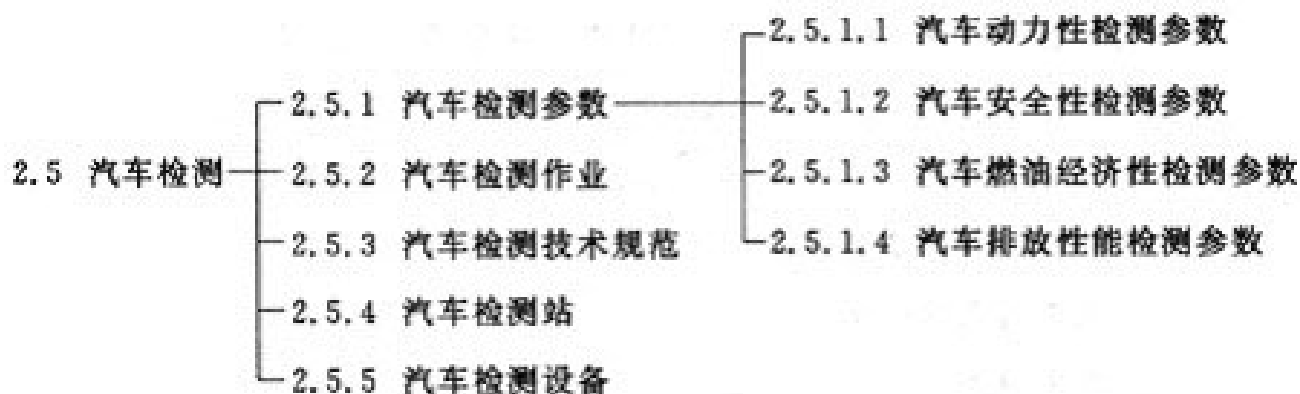 2.5 汽车检测
2.5.1 汽车检测参数
2.5.1.1 汽车动力性检测参数
2.5.1.2 汽车安全性检测参数
2.5.1.3 汽车燃油经济性检测参数
2.5.1.4 汽车排放性能检测参数
2.5.2 汽车检测作业
2.5.3 汽车检测技术规范
2.5.4 汽车检测站
2.5.5 汽车检测设备